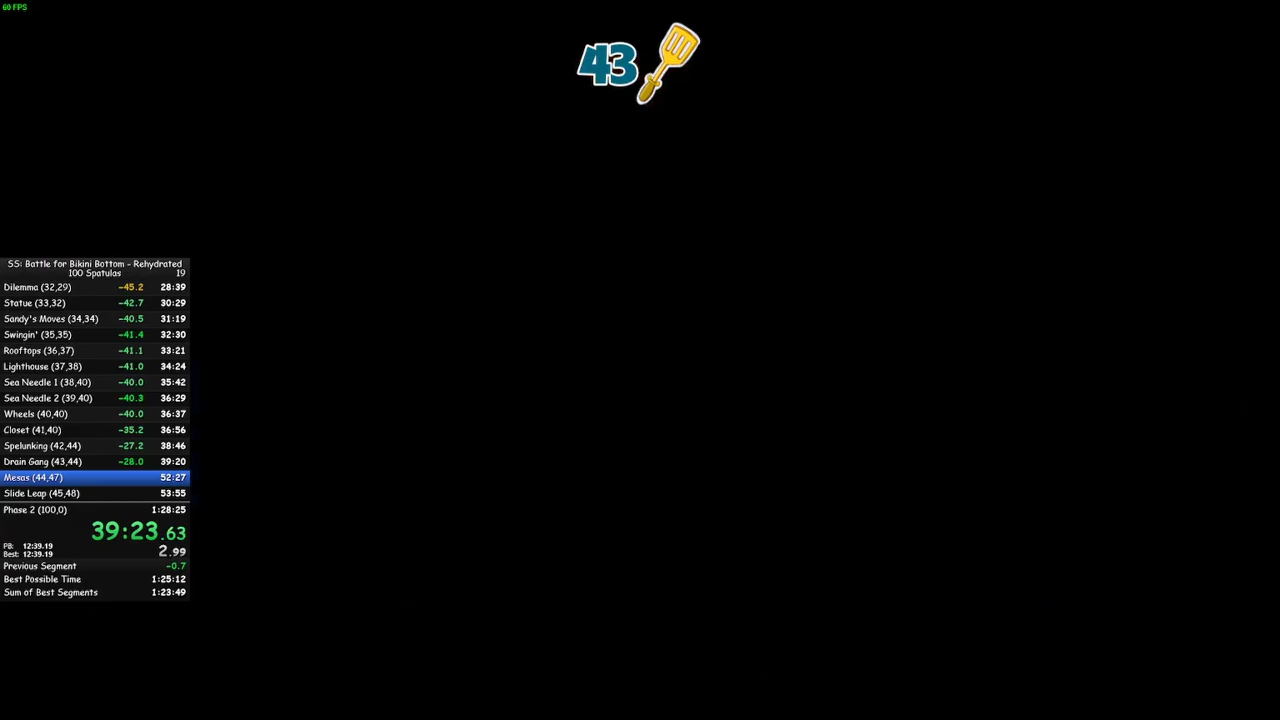 60 FPS
43
SS: Battle for Bikini Bottom - Rehydrated
100 Spatulas 19
Dilemma (32,29) -45.2 28:39
Statue (33,32) -42.7 30:29
Sandy's Moves (34,34) -40.5 31:19
Swingin' (35,35) -41.4 32:30
Rooftops (36,37) -41.1 33:21
Lighthouse (37,38) -41.0 34:24
Sea Needle 1 (38,40) -40.0 35:42
Sea Needle 2 (39,40) -40.3 36:29
Wheels (40,40) -40.0 36:37
Closet (41,40) -35.2 36:56
Spelunking (42,44) -27.2 38:46
Drain Gang (43,44) -28.0 39:20
Mesas (44,47) 52:27
Slide Leap (45,48) 53:55
Phase 2 (100,0) 1:28:25
39:23.63
PB: 12:39.19
Best: 12:39.19 2.99
Previous Segment -0.7
Best Possible Time 1:25:12
Sum of Best Segments 1:23:49